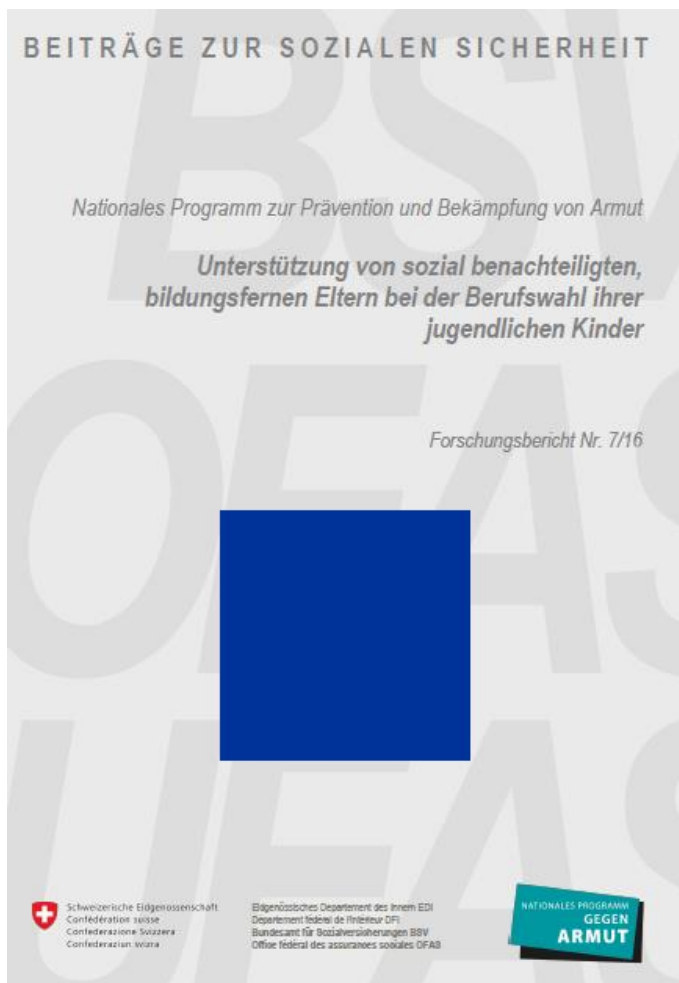 BEITRÄGE ZUR SOZIALEN SICHERHEIT
Nationales Programm zur Prävention und Bekämpfung von Armut
Unterstützung von sozial benachteiligten,
bildungsfernen Eltern bei der Berufswahl ihrer
jugendlichen Kinder
Forschungsbericht Nr. 7/16
BSV
OFAS
UFAS
Schweizerische Eidgenossenschaft
Confédération suisse
Confederazione Svizzera
Confederaziun svizra
Eidgenössisches Departement des Innern EDI
Département fédéral de l'intérieur DFI
Bundesamt für Sozialversicherungen BSV
Office fédéral des assurances sociales OFAS
NATIONALES PROGRAMM
GEGEN
ARMUT